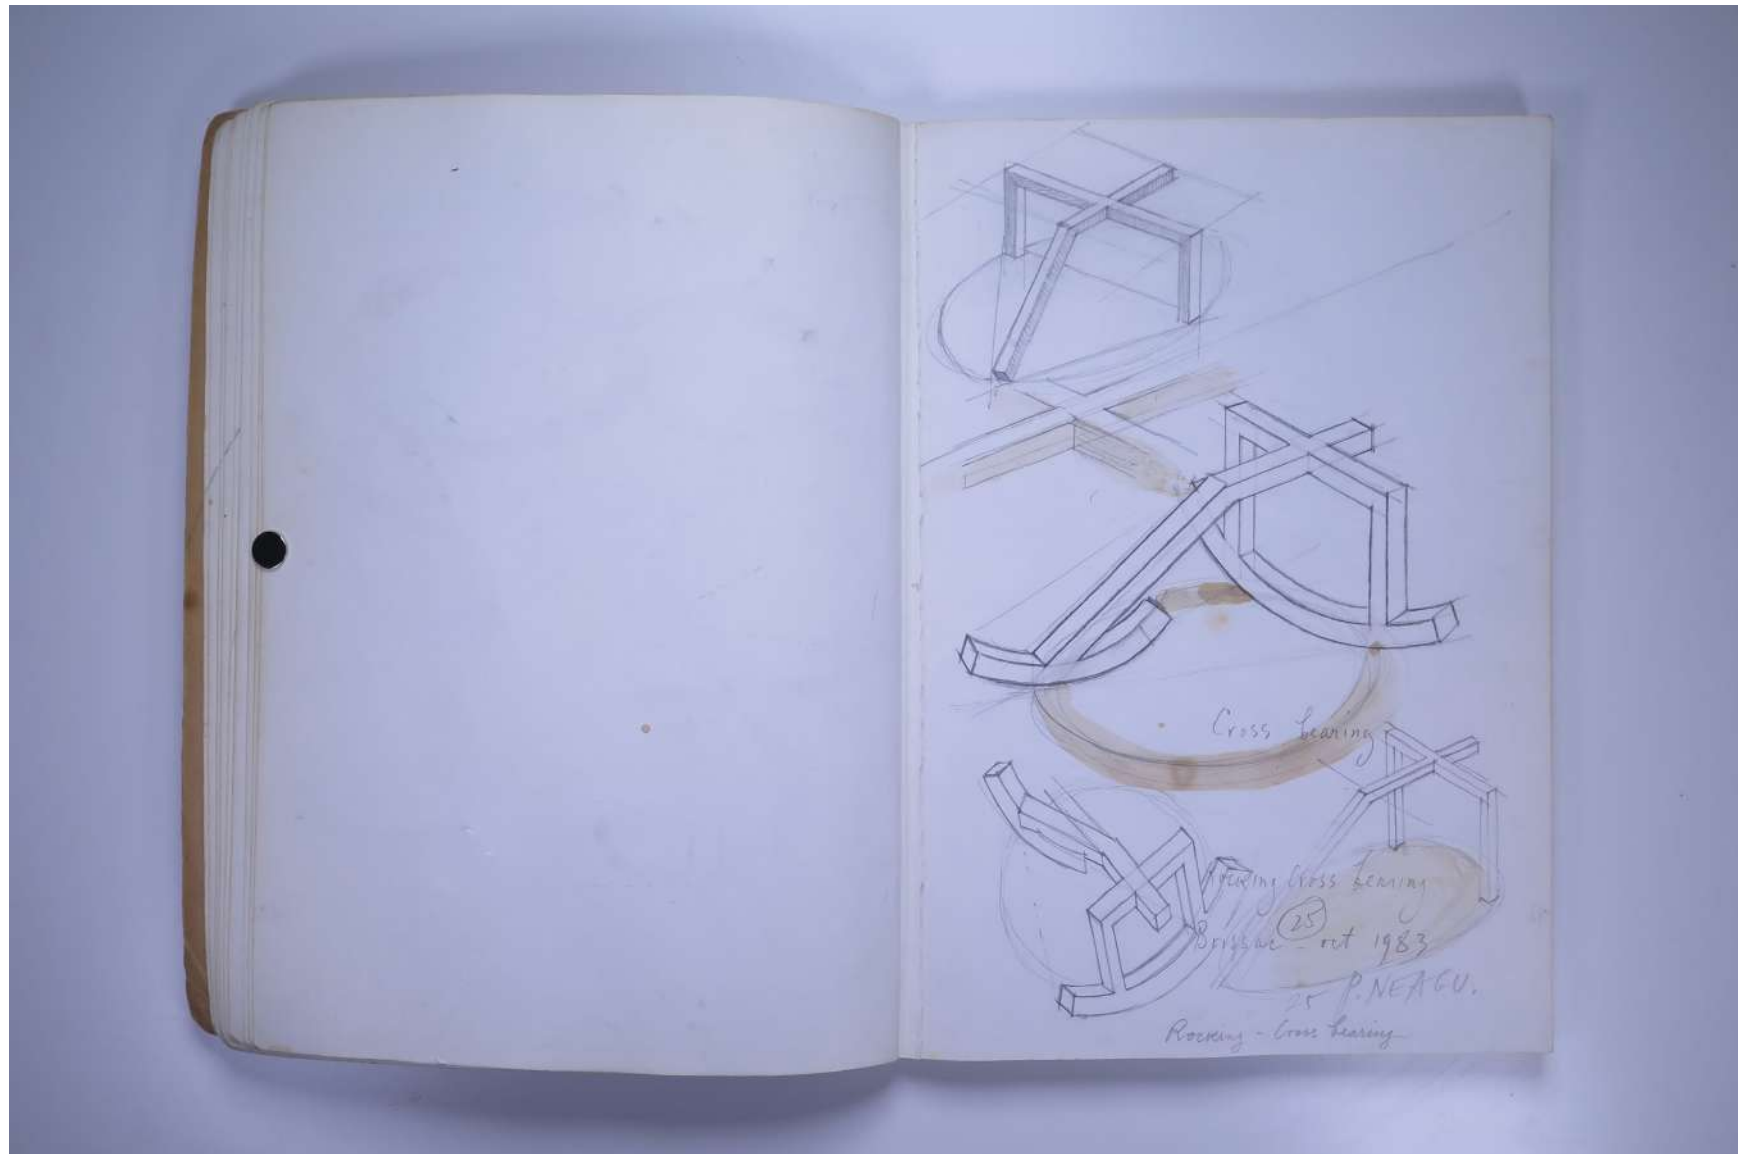 Cross bearing
Rocking Cross bearing
25
Brissac - oct 1983
25 P. NEAGU.
Rocking - Cross bearing